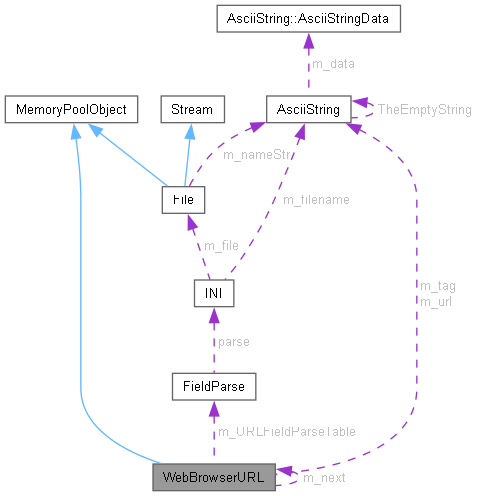 AsciiString::AsciiStringData
m_data
MemoryPoolObject
Stream
AsciiString
TheEmptyString
m_nameStr
File
m_filename
m_file
INI
m_tag
m_url
parse
FieldParse
m_URLFieldParseTable
WebBrowserURL
m_next